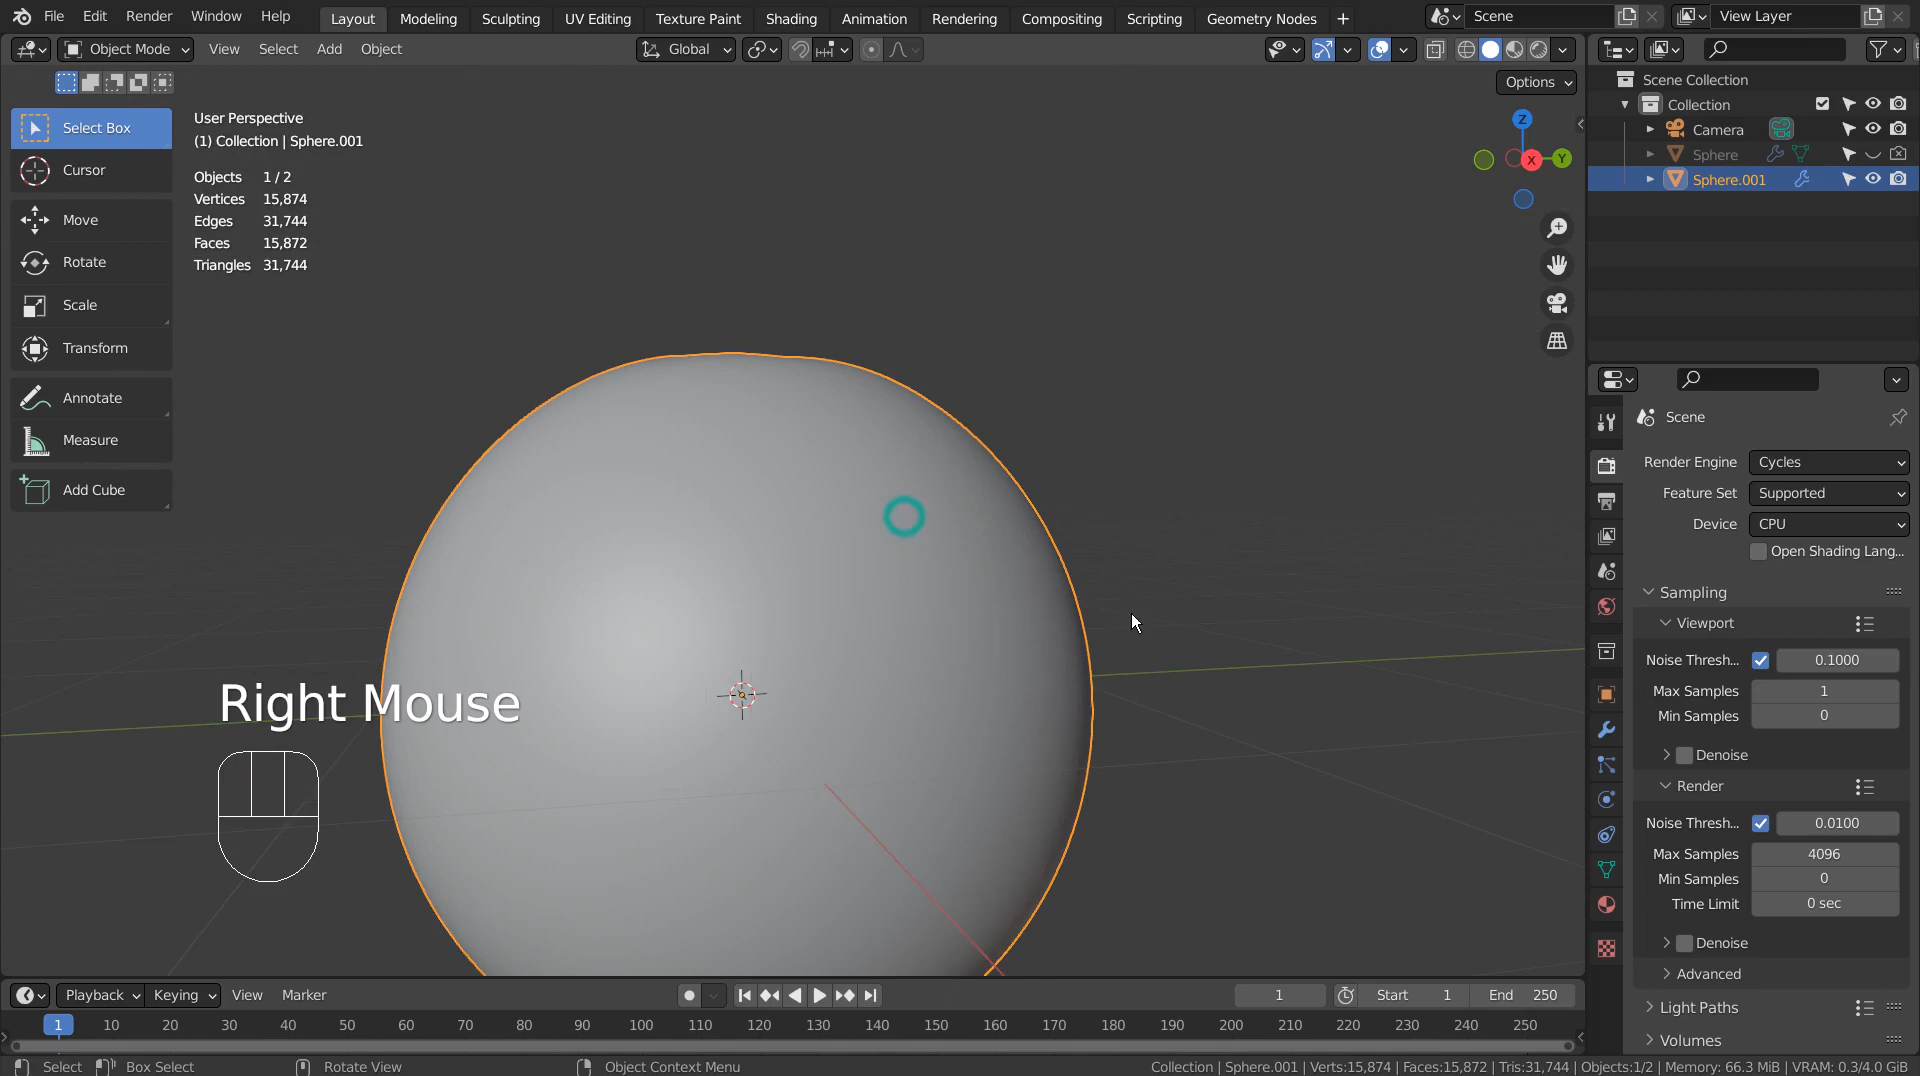 File Edit Render Window Help Layout Modeling Sculpting UV Editing Texture Paint Shading Animation Rendering Compositing Scripting Geometry Nodes + Scene View Layer
Object Mode View Select Add Object Global
Options
Select Box
Cursor
Move
Rotate
Scale
Transform
Annotate
Measure
Add Cube
User Perspective
(1) Collection | Sphere.001
Objects 1 / 2
Vertices 15,874
Edges 31,744
Faces 15,872
Triangles 31,744
Z
X
Y
Right Mouse
Scene Collection
Collection
Camera
Sphere
Sphere.001
Scene
Render Engine Cycles
Feature Set Supported
Device CPU
Open Shading Lang...
Sampling
Viewport
Noise Thresh... 0.1000
Max Samples 1
Min Samples 0
Denoise
Render
Noise Thresh... 0.0100
Max Samples 4096
Min Samples 0
Time Limit 0 sec
Denoise
Advanced
Light Paths
Volumes
Playback Keying View Marker 1 Start 1 End 250
1 10 20 30 40 50 60 70 80 90 100 110 120 130 140 150 160 170 180 190 200 210 220 230 240 250
Select Box Select Rotate View Object Context Menu Collection | Sphere.001 | Verts:15,874 | Faces:15,872 | Tris:31,744 | Objects:1/2 | Memory: 66.3 MiB | VRAM: 0.3/4.0 GiB